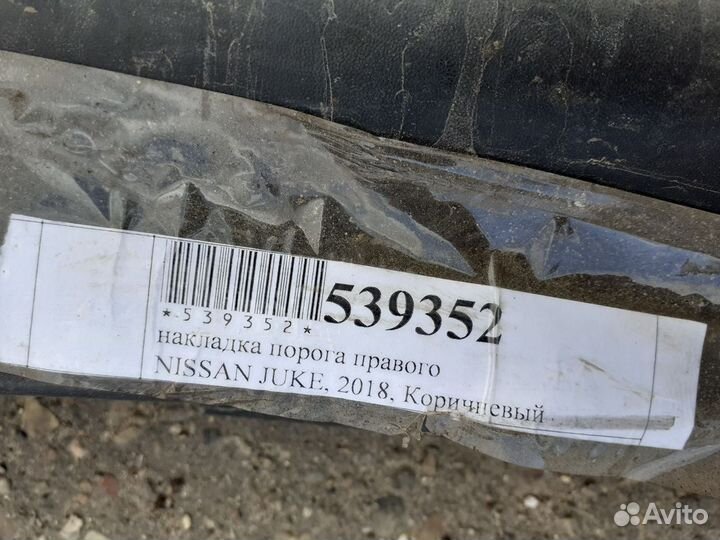 *539352*
539352
накладка порога правого
NISSAN JUKE, 2018, Коричневый
Avito